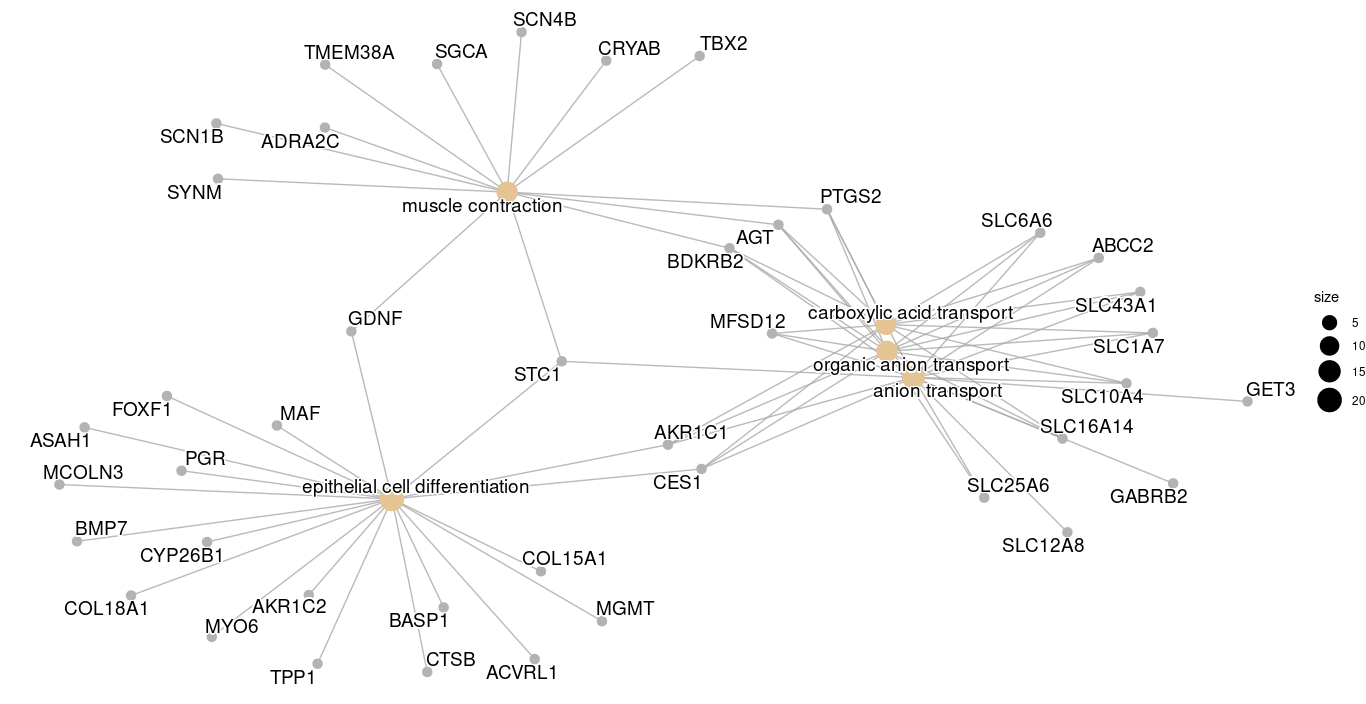 SCN4B
TBX2
CRYAB
SGCA
TMEM38A
SCN1B
ADRA2C
SYNM
muscle contraction
PTGS2
SLC6A6
AGT
ABCC2
BDKRB2
size
SLC43A1
carboxylic acid transport
MFSD12
GDNF
5
SLC1A7
10
organic anion transport
STC1
15
anion transport
GET3
SLC10A4
20
FOXF1
MAF
SLC16A14
AKR1C1
ASAH1
PGR
MCOLN3
CES1
epithelial cell differentiation
SLC25A6
GABRB2
BMP7
SLC12A8
CYP26B1
COL15A1
COL18A1
AKR1C2
MGMT
BASP1
MYO6
CTSB
ACVRL1
TPP1